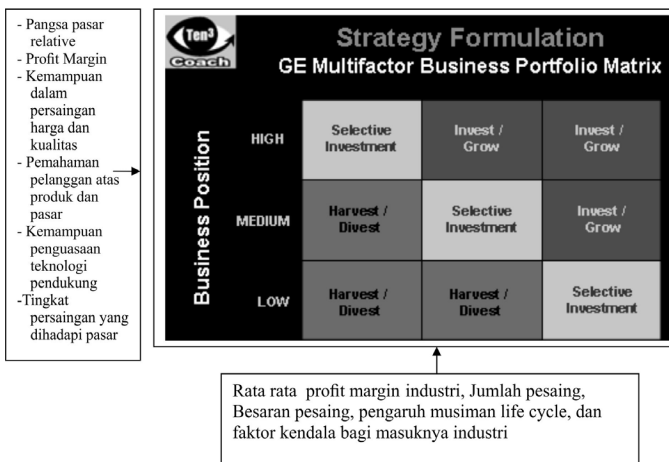 - Pangsa pasar
relative
- Profit Margin
- Kemampuan
dalam
persaingan
harga dan
kualitas
- Pemahaman
pelanggan atas
produk dan
pasar
- Kemampuan
penguasaan
teknologi
pendukung
-Tingkat
persaingan yang
dihadapi pasar
Ten3
Coach
Strategy Formulation
GE Multifactor Business Portfolio Matrix
Business Position
HIGH
Selective
Investment
Invest /
Grow
Invest /
Grow
MEDIUM
Harvest /
Divest
Selective
Investment
Invest /
Grow
LOW
Harvest /
Divest
Harvest /
Divest
Selective
Investment
Rata rata profit margin industri, Jumlah pesaing,
Besaran pesaing, pengaruh musiman life cycle, dan
faktor kendala bagi masuknya industri